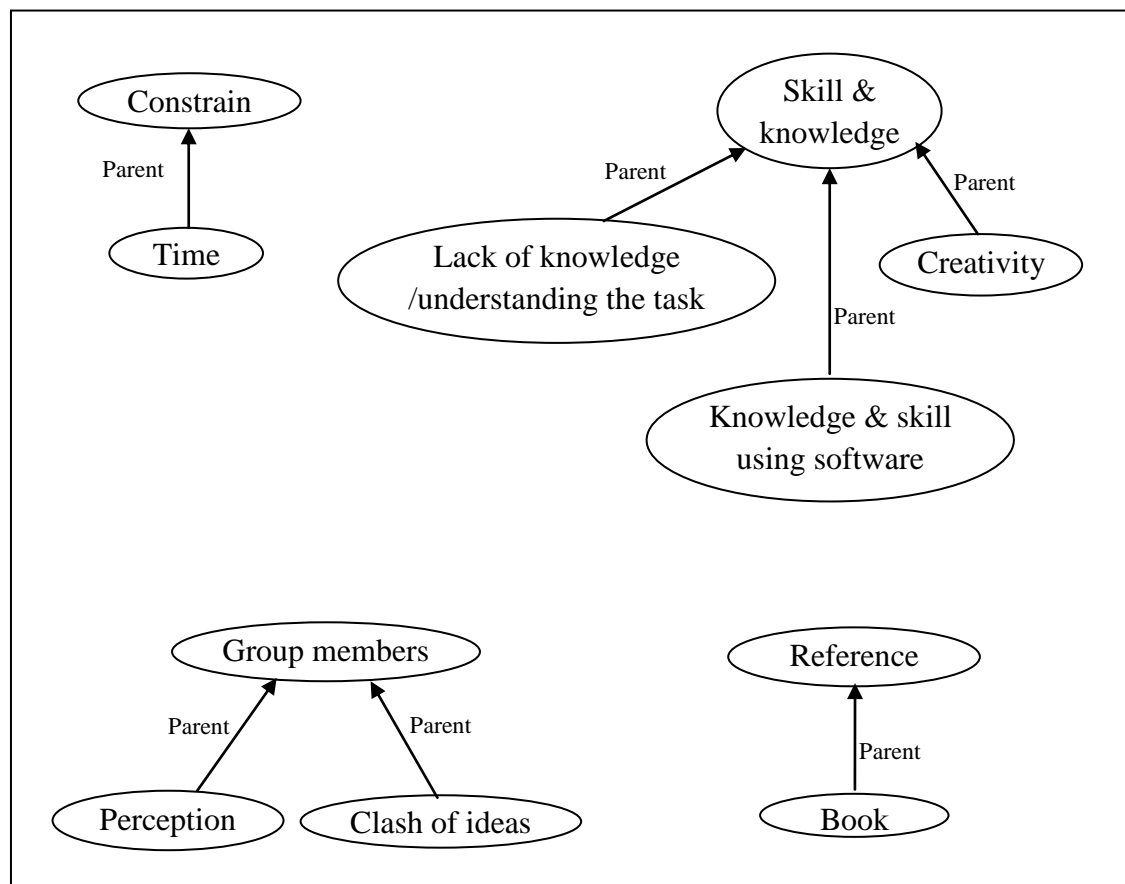 Constrain
Parent
Time
Skill &
knowledge
Parent
Parent
Lack of knowledge
/understanding the task
Creativity
Parent
Knowledge & skill
using software
Group members
Parent
Parent
Perception
Clash of ideas
Reference
Parent
Book